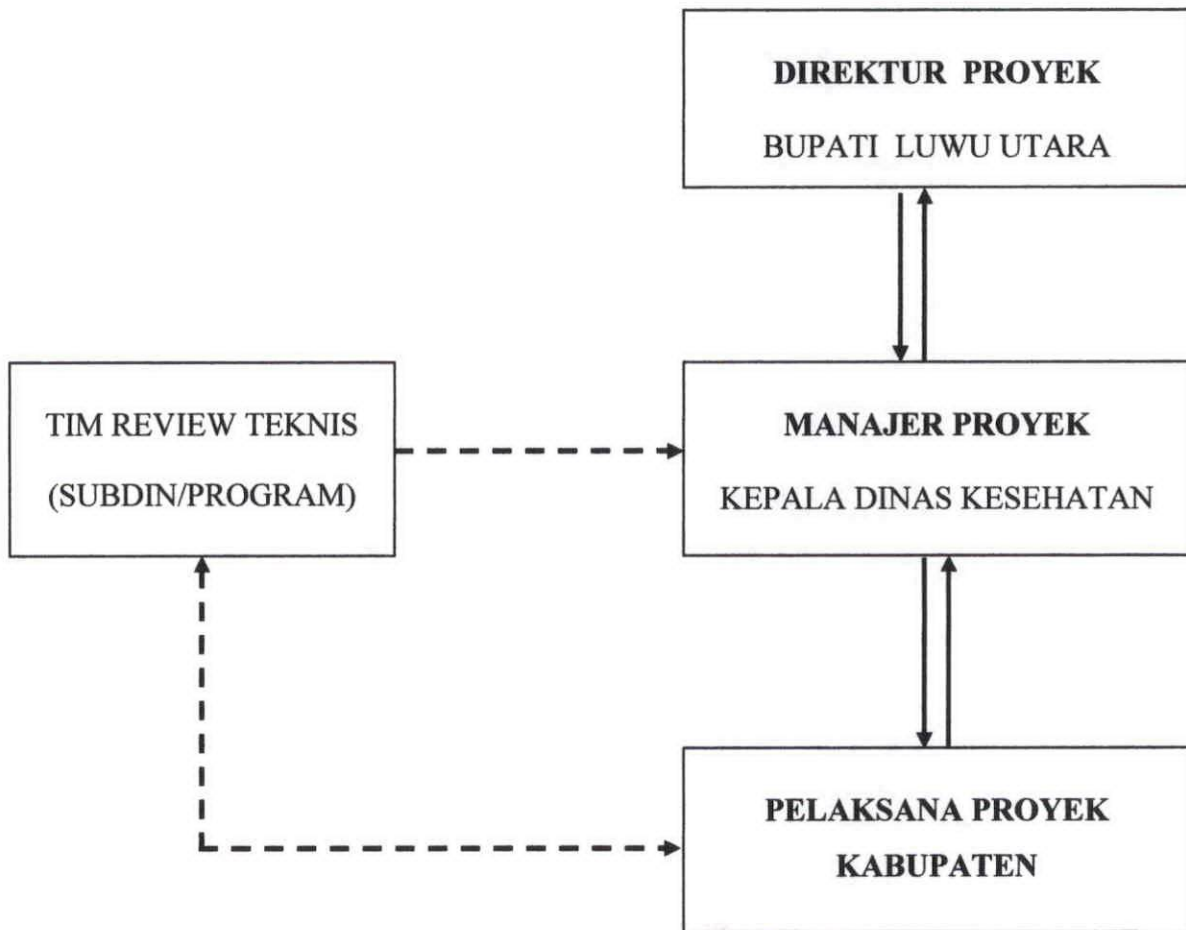 DIREKTUR PROYEK
BUPATI LUWU UTARA
TIM REVIEW TEKNIS
(SUBDIN/PROGRAM)
MANAJER PROYEK
KEPALA DINAS KESEHATAN
PELAKSANA PROYEK
KABUPATEN